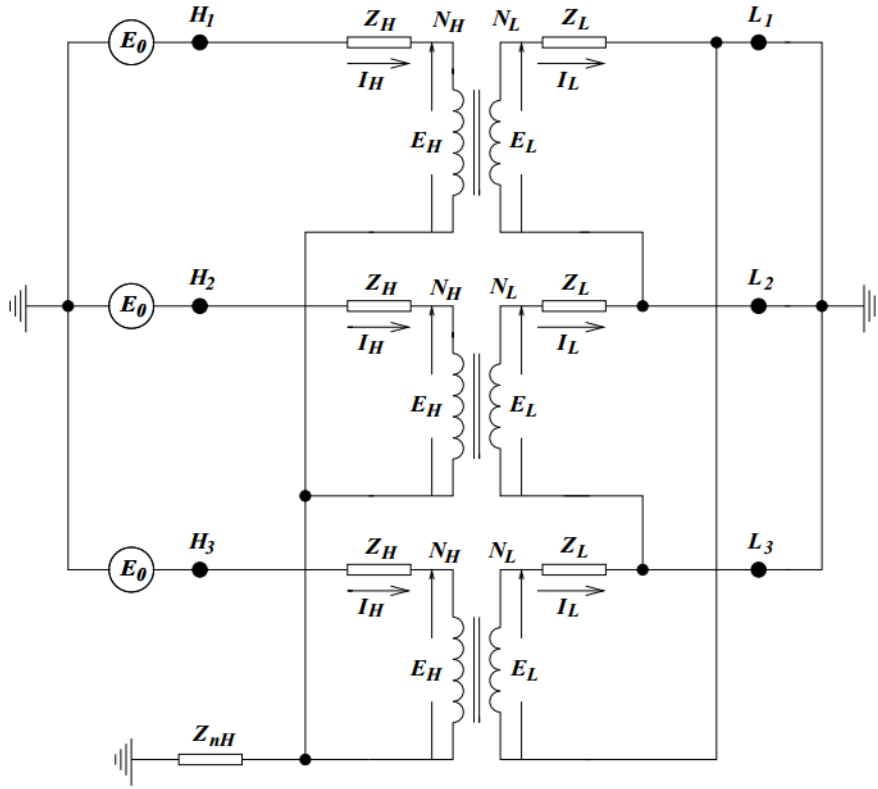 H1 ZH NH NL ZL L1
E0
IH IL
EH EL
H2 ZH NH NL ZL L2
E0
IH IL
EH EL
H3 ZH NH NL ZL L3
E0
IH IL
EH EL
ZnH